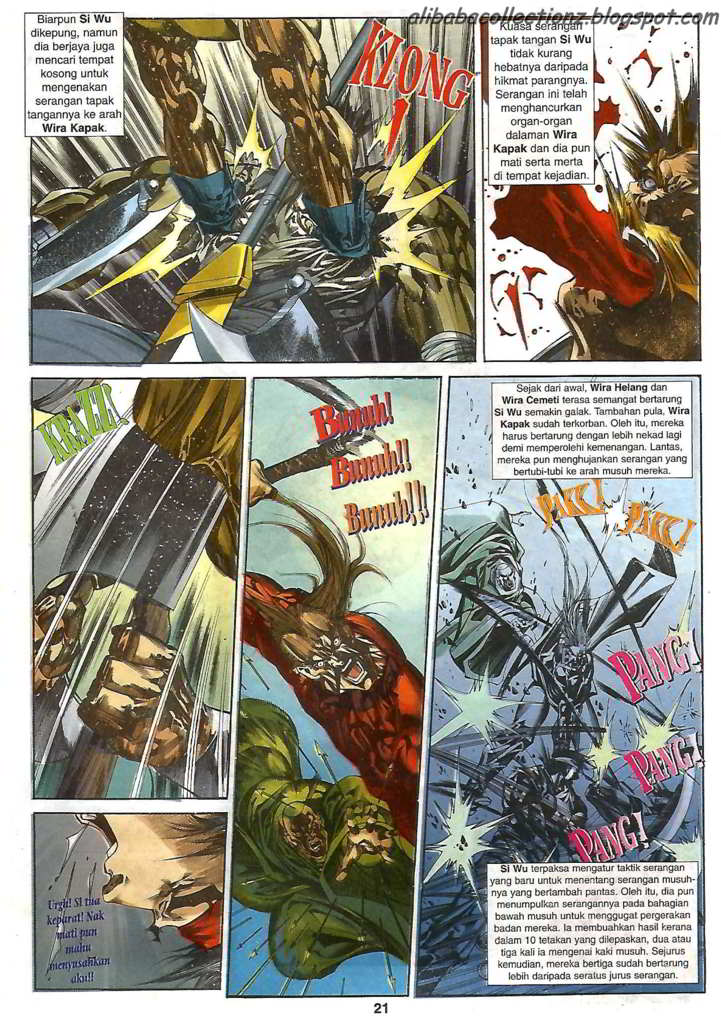 alibabacollectionz.blogspot.com
Biarpun Si Wu
dikepung, namun
dia berjaya juga
mencari tempat
kosong untuk
mengenakan
serangan tapak
tangannya ke arah
Wira Kapak.
KLONG!
Kuasa serangan
tapak tangan Si Wu
tidak kurang
hebatnya daripada
hikmat parangnya.
Serangan ini telah
menghancurkan
organ-organ
dalaman Wira
Kapak dan dia pun
mati serta merta
di tempat kejadian.
KRAZZ!
Bunuh!
Bunuh!!
Bunuh!!!
Sejak dari awal, Wira Helang dan
Wira Cemeti terasa semangat bertarung
Si Wu semakin galak. Tambahan pula, Wira
Kapak sudah terkorban. Oleh itu, mereka
harus bertarung dengan lebih nekad lagi
demi memperolehi kemenangan. Lantas,
mereka pun menghujankan serangan yang
bertubi-tubi ke arah musuh mereka.
PAKK!
PAKK!
PANG!
PANG!
PANG!
Urgh! Si tua
keparat! Nak
mati pun
mahu
menyusahkan
aku!!
Si Wu terpaksa mengatur taktik serangan
yang baru untuk menentang serangan musuh-
nya yang bertambah pantas. Oleh itu, dia pun
menumpulkan serangannya pada bahagian
bawah musuh untuk menggugat pergerakan
badan mereka. Ia membuahkan hasil kerana
dalam 10 tetakan yang dilepaskan, dua atau
tiga kali ia mengenai kaki musuh. Sejurus
kemudian, mereka bertiga sudah bertarung
lebih daripada seratus jurus serangan.
21